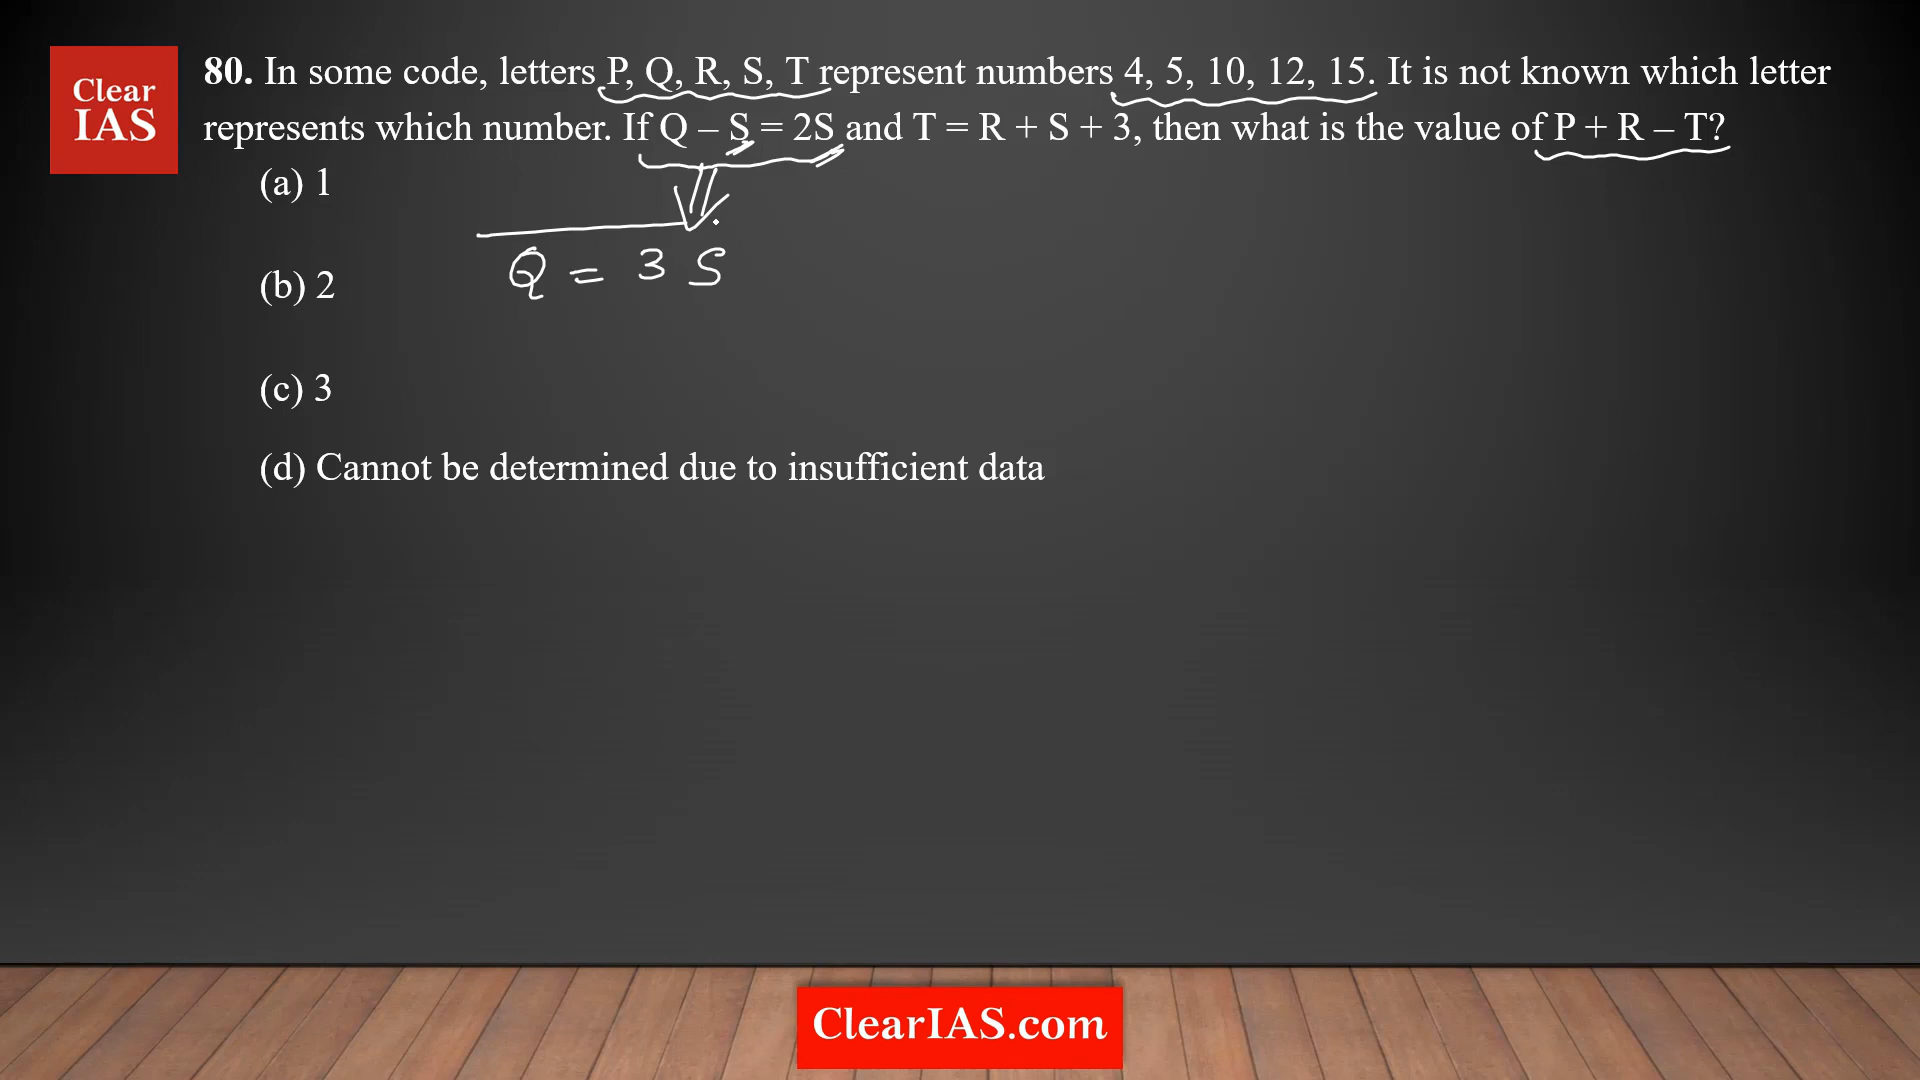 Clear
IAS
80. In some code, letters P, Q, R, S, T represent numbers 4, 5, 10, 12, 15. It is not known which letter
represents which number. If Q – S = 2S and T = R + S + 3, then what is the value of P + R – T?
(a) 1
Q = 3 S
(b) 2
(c) 3
(d) Cannot be determined due to insufficient data
ClearIAS.com